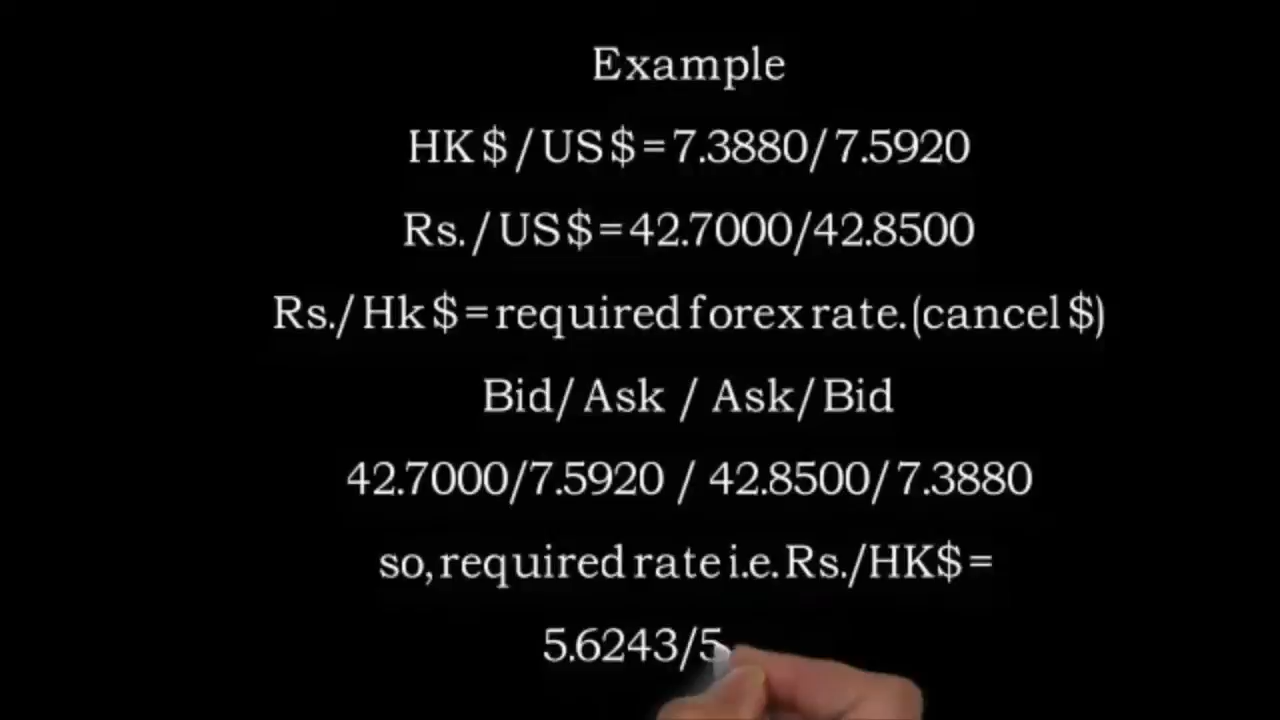 Example
HK $ / US $ = 7.3880/7.5920
Rs. / US $ = 42.7000/42.8500
Rs./ Hk $ = required forex rate. (cancel $)
Bid/ Ask / Ask/ Bid
42.7000/7.5920 / 42.8500/ 7.3880
so, required rate i.e. Rs./HK$ =
5.6243/5